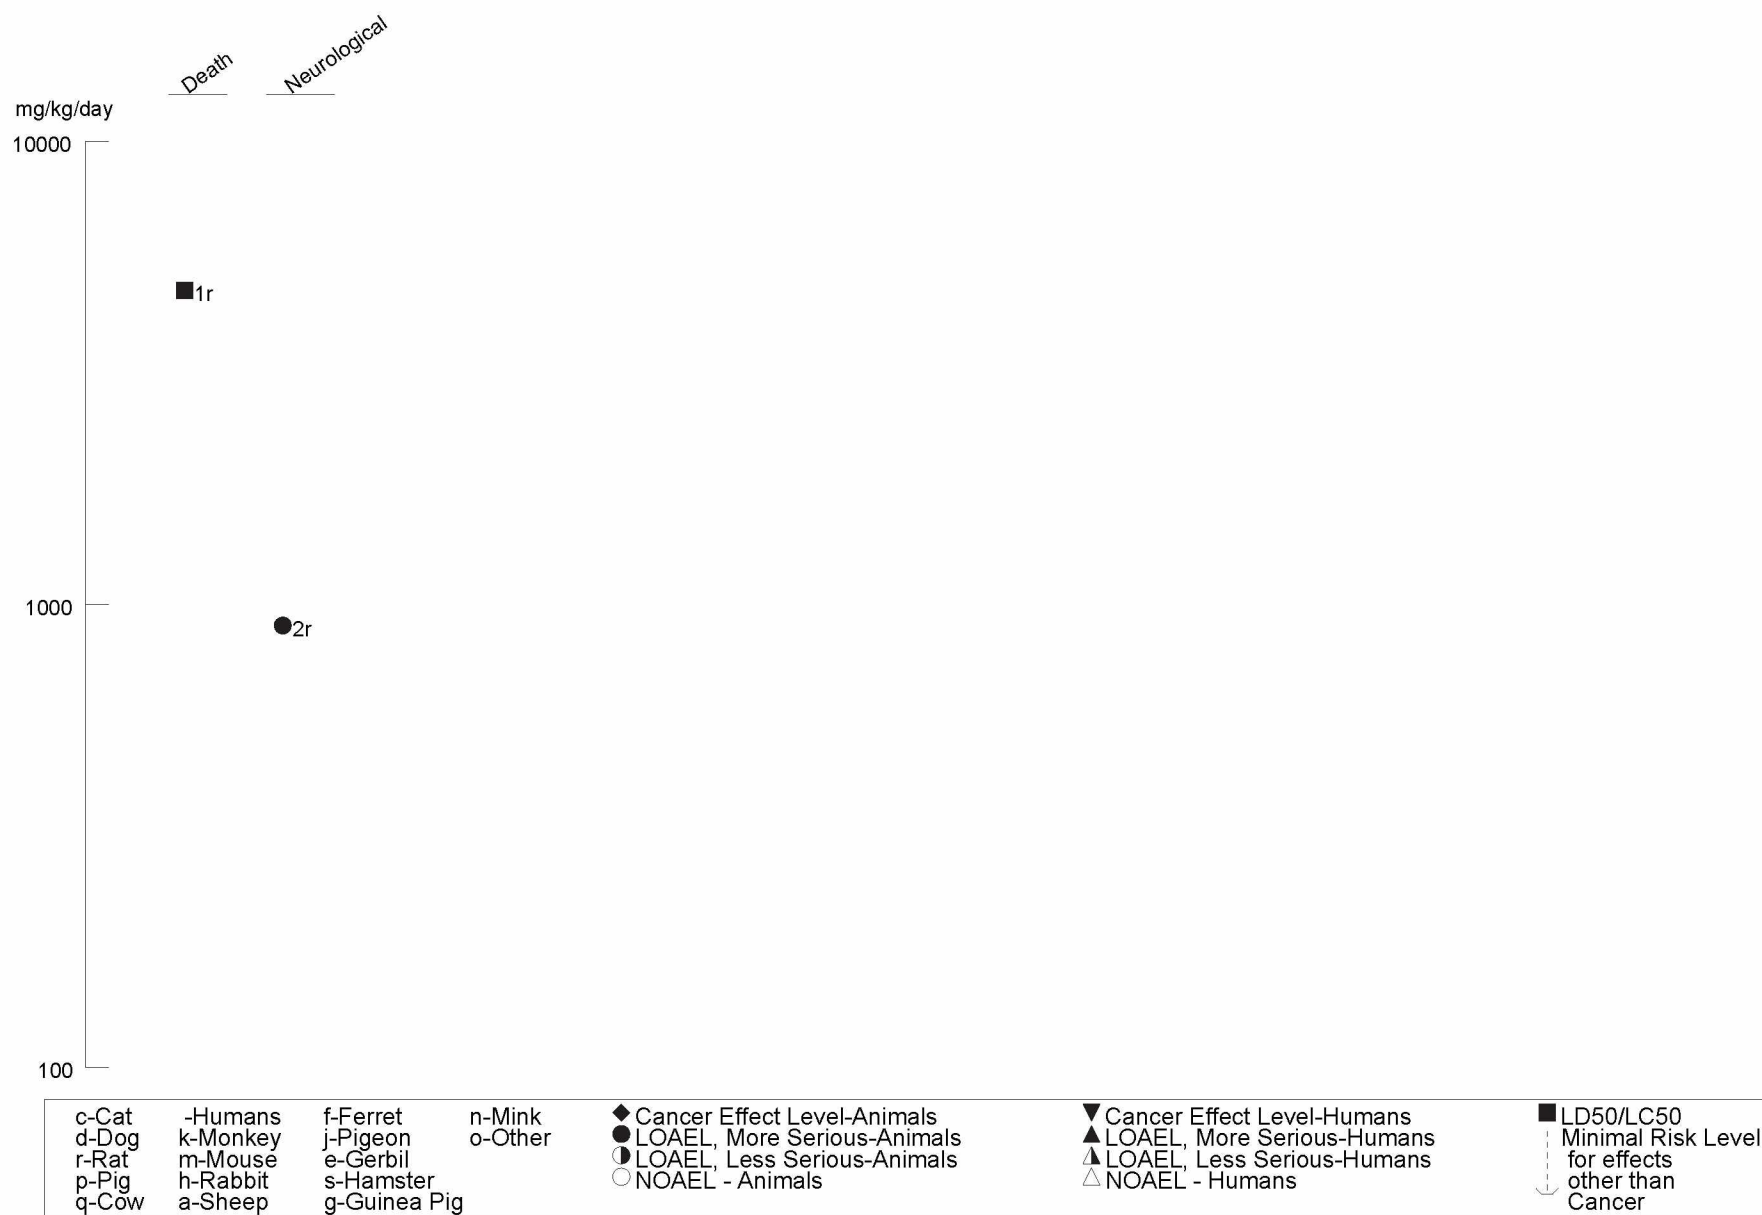 Death Neurological
mg/kg/day
10000
1r
1000
2r
100
c-Cat -Humans f-Ferret n-Mink Cancer Effect Level-Animals Cancer Effect Level-Humans LD50/LC50
d-Dog k-Monkey j-Pigeon o-Other LOAEL, More Serious-Animals LOAEL, More Serious-Humans Minimal Risk Level
r-Rat m-Mouse e-Gerbil LOAEL, Less Serious-Animals LOAEL, Less Serious-Humans for effects
p-Pig h-Rabbit s-Hamster NOAEL - Animals NOAEL - Humans other than
q-Cow a-Sheep g-Guinea Pig Cancer